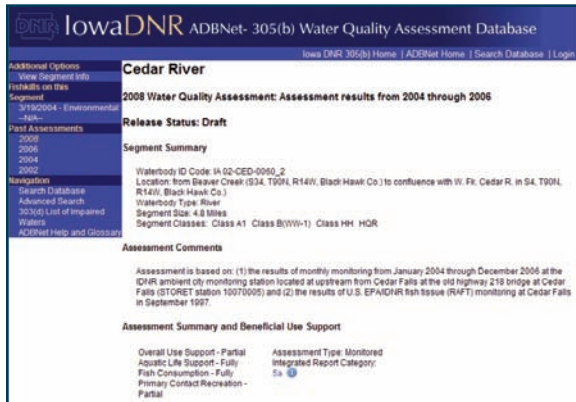 DNR IowaDNR ADBNet- 305(b) Water Quality Assessment Database
Iowa DNR 305(b) Home | ADBNet Home | Search Database | Login
Additional Options
View Segment Info
Fishkills on this
Segment
3/19/2004 - Environmental
--N/A--
Past Assessments
2008
2006
2004
2002
Navigation
Search Database
Advanced Search
303(d) List of Impaired
Waters
ADBNet Help and Glossary
Cedar River
2008 Water Quality Assessment: Assessment results from 2004 through 2006
Release Status: Draft
Segment Summary
Waterbody ID Code: IA 02-CED-0060_2
Location: from Beaver Creek (S34, T90N, R14W, Black Hawk Co.) to confluence with W. Fk. Cedar R. in S4, T90N,
R14W, Black Hawk Co.)
Waterbody Type: River
Segment Size: 4.8 Miles
Segment Classes: Class A1 Class B(WW-1) Class HH HQR
Assessment Comments
Assessment is based on: (1) the results of monthly monitoring from January 2004 through December 2006 at the
IDNR ambient city monitoring station located at upstream from Cedar Falls at the old highway 218 bridge at Cedar
Falls (STORET station 10070005) and (2) the results of U.S. EPA/IDNR fish tissue (RAFT) monitoring at Cedar Falls
in September 1997.
Assessment Summary and Beneficial Use Support
Overall Use Support - Partial
Aquatic Life Support - Fully
Fish Consumption - Fully
Primary Contact Recreation -
Partial
Assessment Type: Monitored
Integrated Report Category:
5a